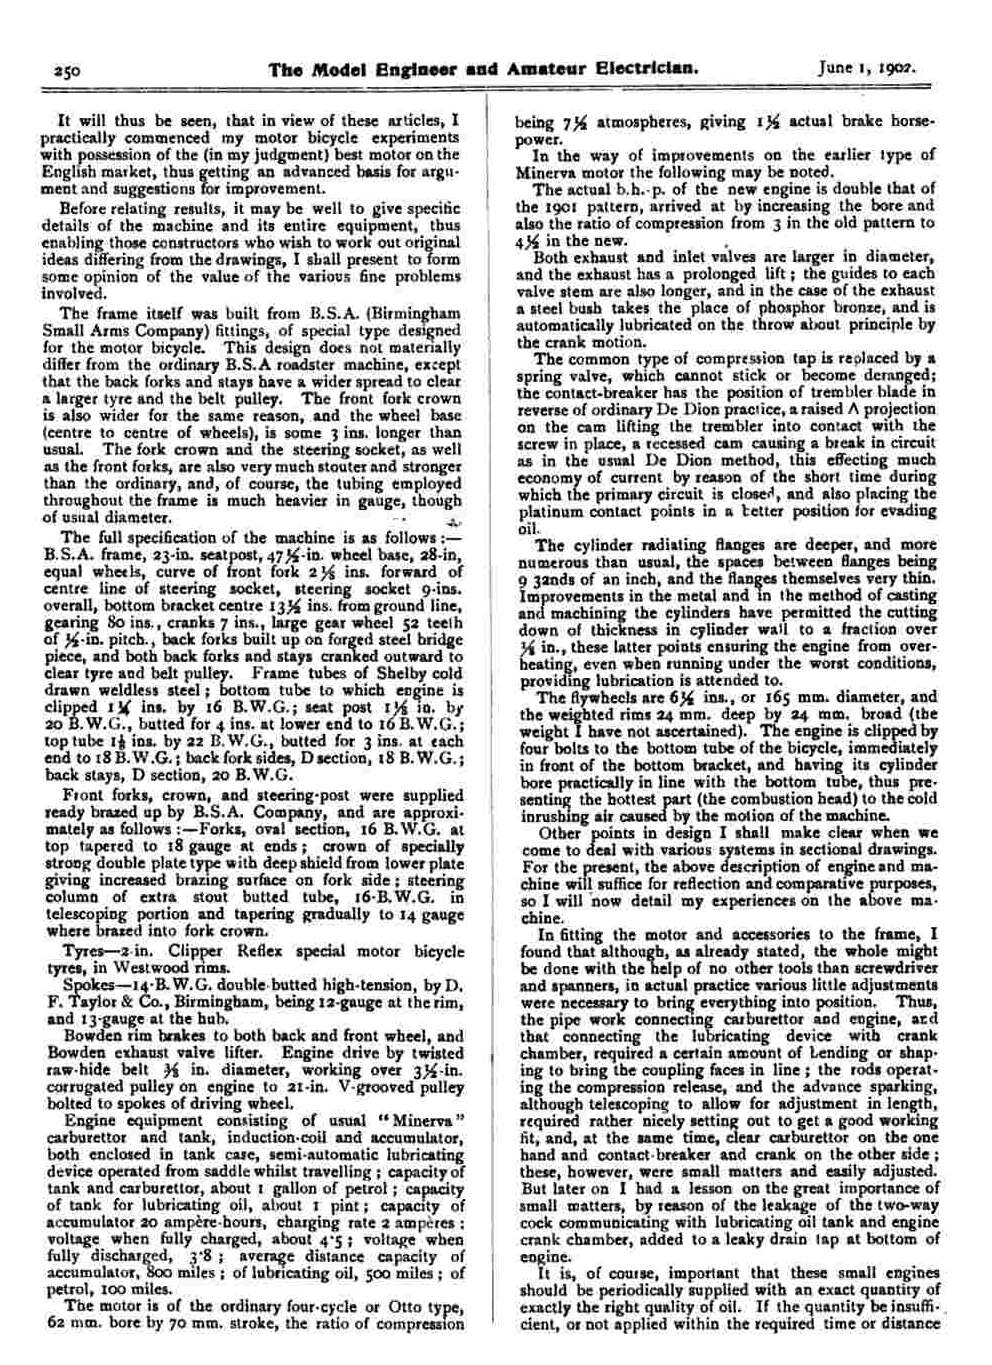 250
The Model Engineer and Amateur Electrician.
June 1, 1902.
It will thus be seen, that in view of these articles, I
practically commenced my motor bicycle experiments
with possession of the (in my judgment) best motor on the
English market, thus getting an advanced basis for argu-
ment and suggestions for improvement.
Before relating results, it may be well to give specific
details of the machine and its entire equipment, thus
enabling those constructors who wish to work out original
ideas differing from the drawings, I shall present to form
some opinion of the value of the various fine problems
involved.
The frame itself was built from B.S.A. (Birmingham
Small Arms Company) fittings, of special type designed
for the motor bicycle. This design does not materially
differ from the ordinary B.S.A roadster machine, except
that the back forks and stays have a wider spread to clear
a larger tyre and the belt pulley. The front fork crown
is also wider for the same reason, and the wheel base
(centre to centre of wheels), is some 3 ins. longer than
usual. The fork crown and the steering socket, as well
as the front forks, are also very much stouter and stronger
than the ordinary, and, of course, the tubing employed
throughout the frame is much heavier in gauge, though
of usual diameter.
The full specification of the machine is as follows :—
B.S.A. frame, 23-in. seatpost, 47½-in. wheel base, 28-in,
equal wheels, curve of front fork 2⅛ ins. forward of
centre line of steering socket, steering socket 9-ins.
overall, bottom bracket centre 13¾ ins. from ground line,
gearing 80 ins., cranks 7 ins., large gear wheel 52 teeth
of ½-in. pitch., back forks built up on forged steel bridge
piece, and both back forks and stays cranked outward to
clear tyre and belt pulley. Frame tubes of Shelby cold
drawn weldless steel ; bottom tube to which engine is
clipped 1¼ ins. by 16 B.W.G.; seat post 1⅛ in. by
20 B.W.G., butted for 4 ins. at lower end to 16 B.W.G.;
top tube 1⅛ ins. by 22 B.W.G., butted for 3 ins. at each
end to 18 B.W.G. ; back fork sides, D section, 18 B.W.G.;
back stays, D section, 20 B.W.G.
Front forks, crown, and steering-post were supplied
ready brazed up by B.S.A. Company, and are approxi-
mately as follows :—Forks, oval section, 16 B.W.G. at
top tapered to 18 gauge at ends ; crown of specially
strong double plate type with deep shield from lower plate
giving increased brazing surface on fork side ; steering
column of extra stout butted tube, 16-B.W.G. in
telescoping portion and tapering gradually to 14 gauge
where brazed into fork crown.
Tyres—2-in. Clipper Reflex special motor bicycle
tyres, in Westwood rims.
Spokes—14-B.W.G. double-butted high-tension, by D.
F. Taylor & Co., Birmingham, being 12-gauge at the rim,
and 13-gauge at the hub.
Bowden rim brakes to both back and front wheel, and
Bowden exhaust valve lifter. Engine drive by twisted
raw-hide belt ⅜ in. diameter, working over 3½-in.
corrugated pulley on engine to 21-in. V-grooved pulley
bolted to spokes of driving wheel.
Engine equipment consisting of usual "Minerva"
carburettor and tank, induction-coil and accumulator,
both enclosed in tank case, semi-automatic lubricating
device operated from saddle whilst travelling ; capacity of
tank and carburettor, about 1 gallon of petrol ; capacity
of tank for lubricating oil, about 1 pint ; capacity of
accumulator 20 ampère-hours, charging rate 2 ampères ;
voltage when fully charged, about 4·5 ; voltage when
fully discharged, 3·8 ; average distance capacity of
accumulator, 800 miles ; of lubricating oil, 500 miles ; of
petrol, 100 miles.
The motor is of the ordinary four-cycle or Otto type,
62 mm. bore by 70 mm. stroke, the ratio of compression
being 7½ atmospheres, giving 1½ actual brake horse-
power.
In the way of improvements on the earlier type of
Minerva motor the following may be noted.
The actual b.h.-p. of the new engine is double that of
the 1901 pattern, arrived at by increasing the bore and
also the ratio of compression from 3 in the old pattern to
4½ in the new.
Both exhaust and inlet valves are larger in diameter,
and the exhaust has a prolonged lift ; the guides to each
valve stem are also longer, and in the case of the exhaust
a steel bush takes the place of phosphor bronze, and is
automatically lubricated on the throw about principle by
the crank motion.
The common type of compression tap is replaced by a
spring valve, which cannot stick or become deranged;
the contact-breaker has the position of trembler blade in
reverse of ordinary De Dion practice, a raised Λ projection
on the cam lifting the trembler into contact with the
screw in place, a recessed cam causing a break in circuit
as in the usual De Dion method, this effecting much
economy of current by reason of the short time during
which the primary circuit is closed, and also placing the
platinum contact points in a better position for evading
oil.
The cylinder radiating flanges are deeper, and more
numerous than usual, the spaces between flanges being
9 32nds of an inch, and the flanges themselves very thin.
Improvements in the metal and in the method of casting
and machining the cylinders have permitted the cutting
down of thickness in cylinder wall to a fraction over
⅛ in., these latter points ensuring the engine from over-
heating, even when running under the worst conditions,
providing lubrication is attended to.
The flywheels are 6½ ins., or 165 mm. diameter, and
the weighted rims 24 mm. deep by 24 mm. broad (the
weight I have not ascertained). The engine is clipped by
four bolts to the bottom tube of the bicycle, immediately
in front of the bottom bracket, and having its cylinder
bore practically in line with the bottom tube, thus pre-
senting the hottest part (the combustion head) to the cold
inrushing air caused by the motion of the machine.
Other points in design I shall make clear when we
come to deal with various systems in sectional drawings.
For the present, the above description of engine and ma-
chine will suffice for reflection and comparative purposes,
so I will now detail my experiences on the above ma-
chine.
In fitting the motor and accessories to the frame, I
found that although, as already stated, the whole might
be done with the help of no other tools than screwdriver
and spanners, in actual practice various little adjustments
were necessary to bring everything into position. Thus,
the pipe work connecting carburettor and engine, and
that connecting the lubricating device with crank
chamber, required a certain amount of bending or shap-
ing to bring the coupling faces in line ; the rods operat-
ing the compression release, and the advance sparking,
although telescoping to allow for adjustment in length,
required rather nicely setting out to get a good working
fit, and, at the same time, clear carburettor on the one
hand and contact-breaker and crank on the other side ;
these, however, were small matters and easily adjusted.
But later on I had a lesson on the great importance of
small matters, by reason of the leakage of the two-way
cock communicating with lubricating oil tank and engine
crank chamber, added to a leaky drain tap at bottom of
engine.
It is, of course, important that these small engines
should be periodically supplied with an exact quantity of
exactly the right quality of oil. If the quantity be insuffi-
cient, or not applied within the required time or distance